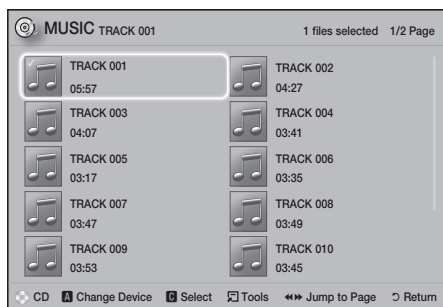 MUSIC TRACK 001 1 files selected 1/2 Page
TRACK 001 TRACK 002
05:57 04:27
TRACK 003 TRACK 004
04:07 03:41
TRACK 005 TRACK 006
03:17 03:35
TRACK 007 TRACK 008
03:47 03:49
TRACK 009 TRACK 010
03:53 03:45
CD A Change Device C Select Tools Jump to Page Return